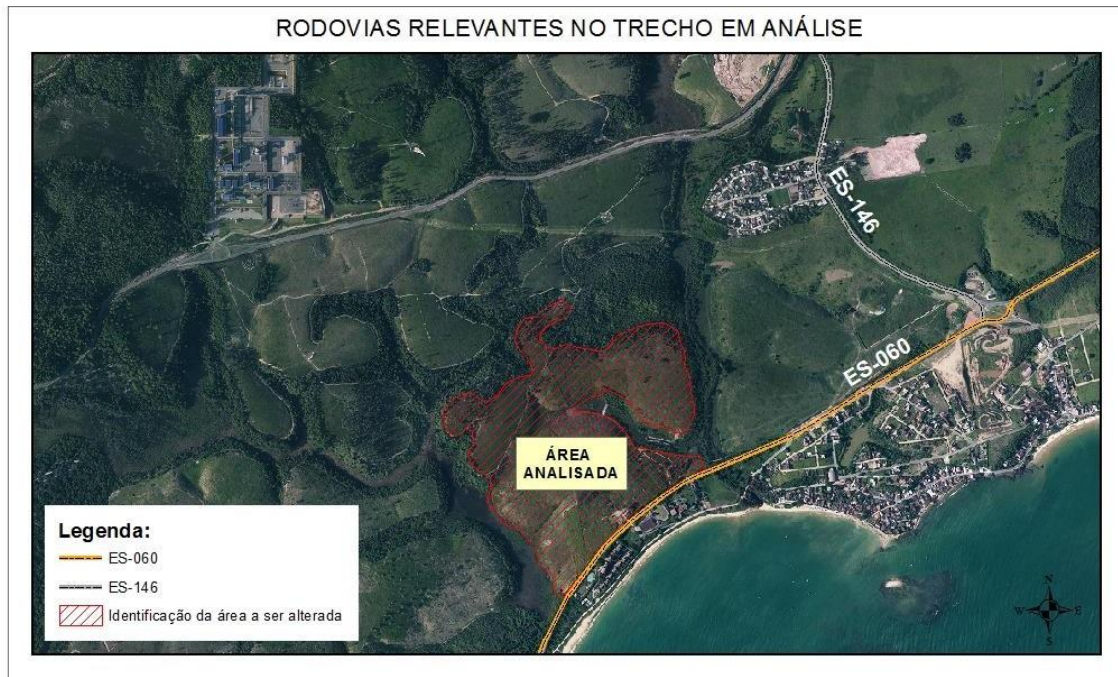 RODOVIAS RELEVANTES NO TRECHO EM ANÁLISE
ES-146
ES-060
ÁREA
ANALISADA
Legenda:
ES-060
ES-146
Identificação da área a ser alterada
N
W
E
S